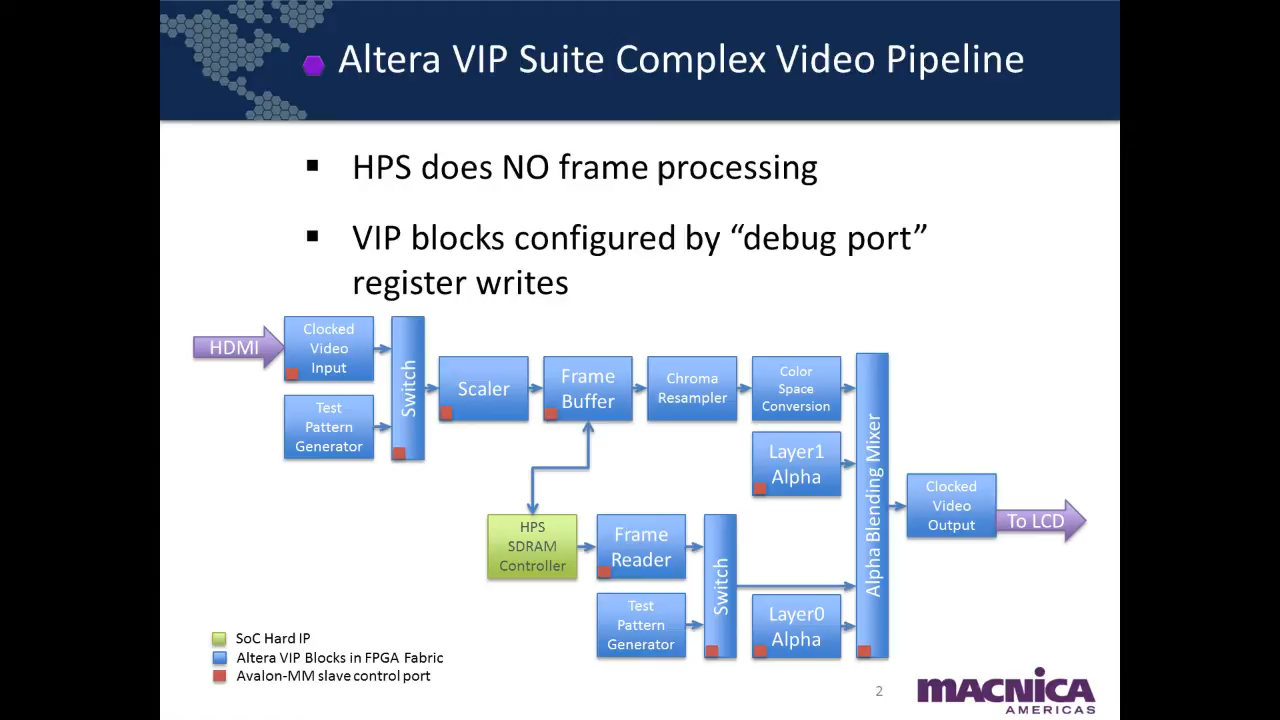 Altera VIP Suite Complex Video Pipeline
HPS does NO frame processing
VIP blocks configured by “debug port”
register writes
HDMI
Clocked
Video
Input
Test
Pattern
Generator
Switch
Scaler
Frame
Buffer
Chroma
Resampler
Color
Space
Conversion
Layer1
Alpha
Alpha Blending Mixer
Clocked
Video
Output
To LCD
HPS
SDRAM
Controller
Frame
Reader
Test
Pattern
Generator
Switch
Layer0
Alpha
SoC Hard IP
Altera VIP Blocks in FPGA Fabric
Avalon-MM slave control port
2
MACNICA
AMERICAS